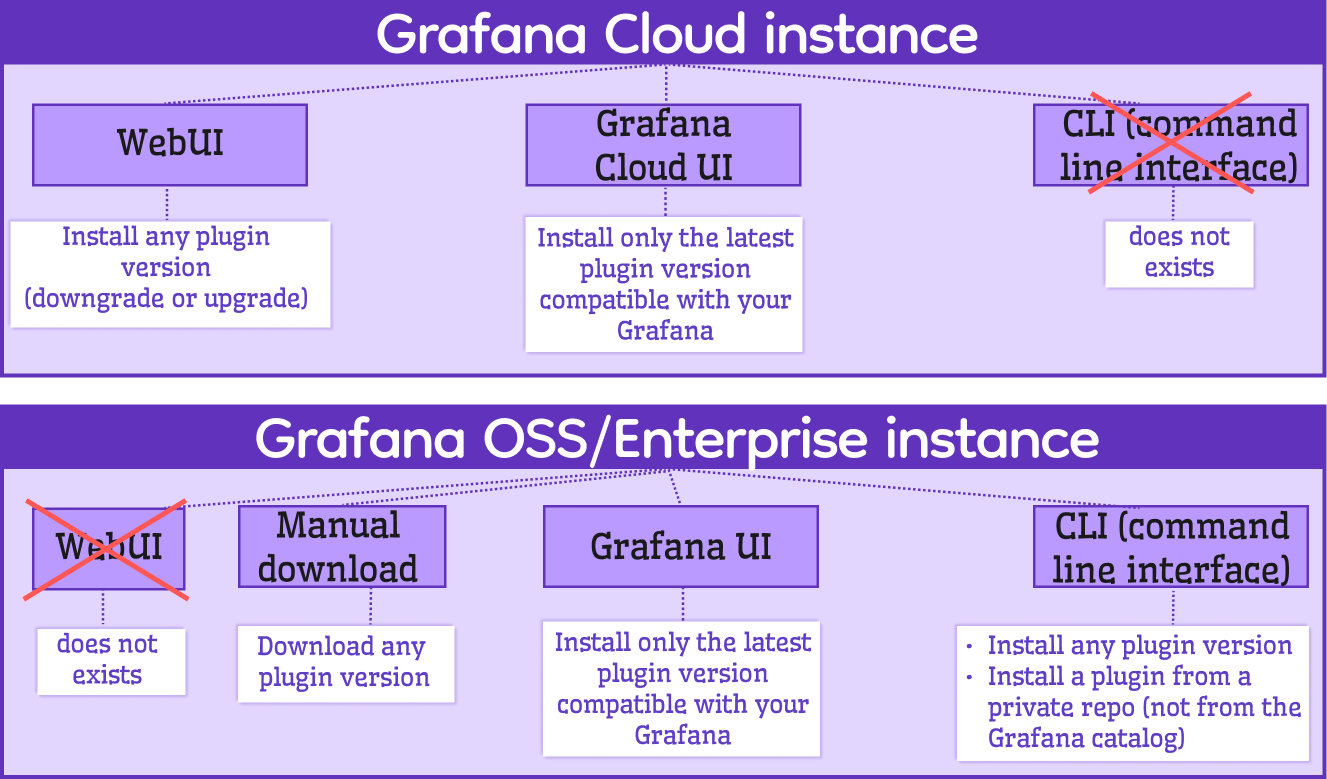 Grafana Cloud instance
WebUI
Install any plugin
version
(downgrade or upgrade)
Grafana
Cloud UI
Install only the latest
plugin version
compatible with your
Grafana
CLI (command
line interface)
does not
exists
Grafana OSS/Enterprise instance
WebUI
does not
exists
Manual
download
Download any
plugin version
Grafana UI
Install only the latest
plugin version
compatible with your
Grafana
CLI (command
line interface)
• Install any plugin version
• Install a plugin from a
private repo (not from the
Grafana catalog)